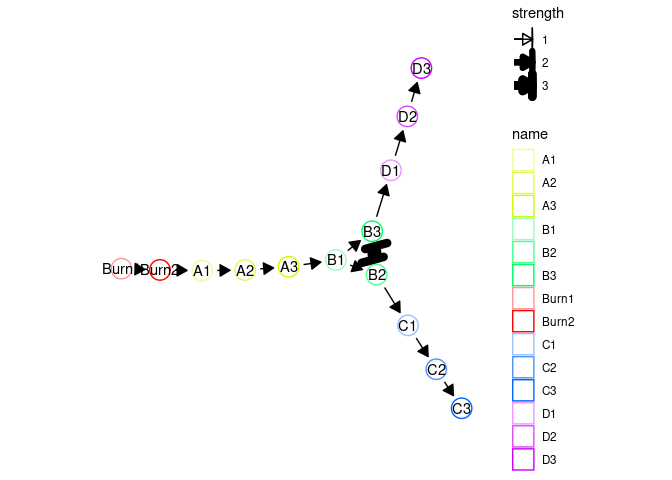 strength
1
2
3
name
A1
A2
A3
B1
B2
B3
Burn1
Burn2
C1
C2
C3
D1
D2
D3
D3
D2
D1
B3
Burn1 Burn2 A1 A2 A3 B1
B2
C1
C2
C3